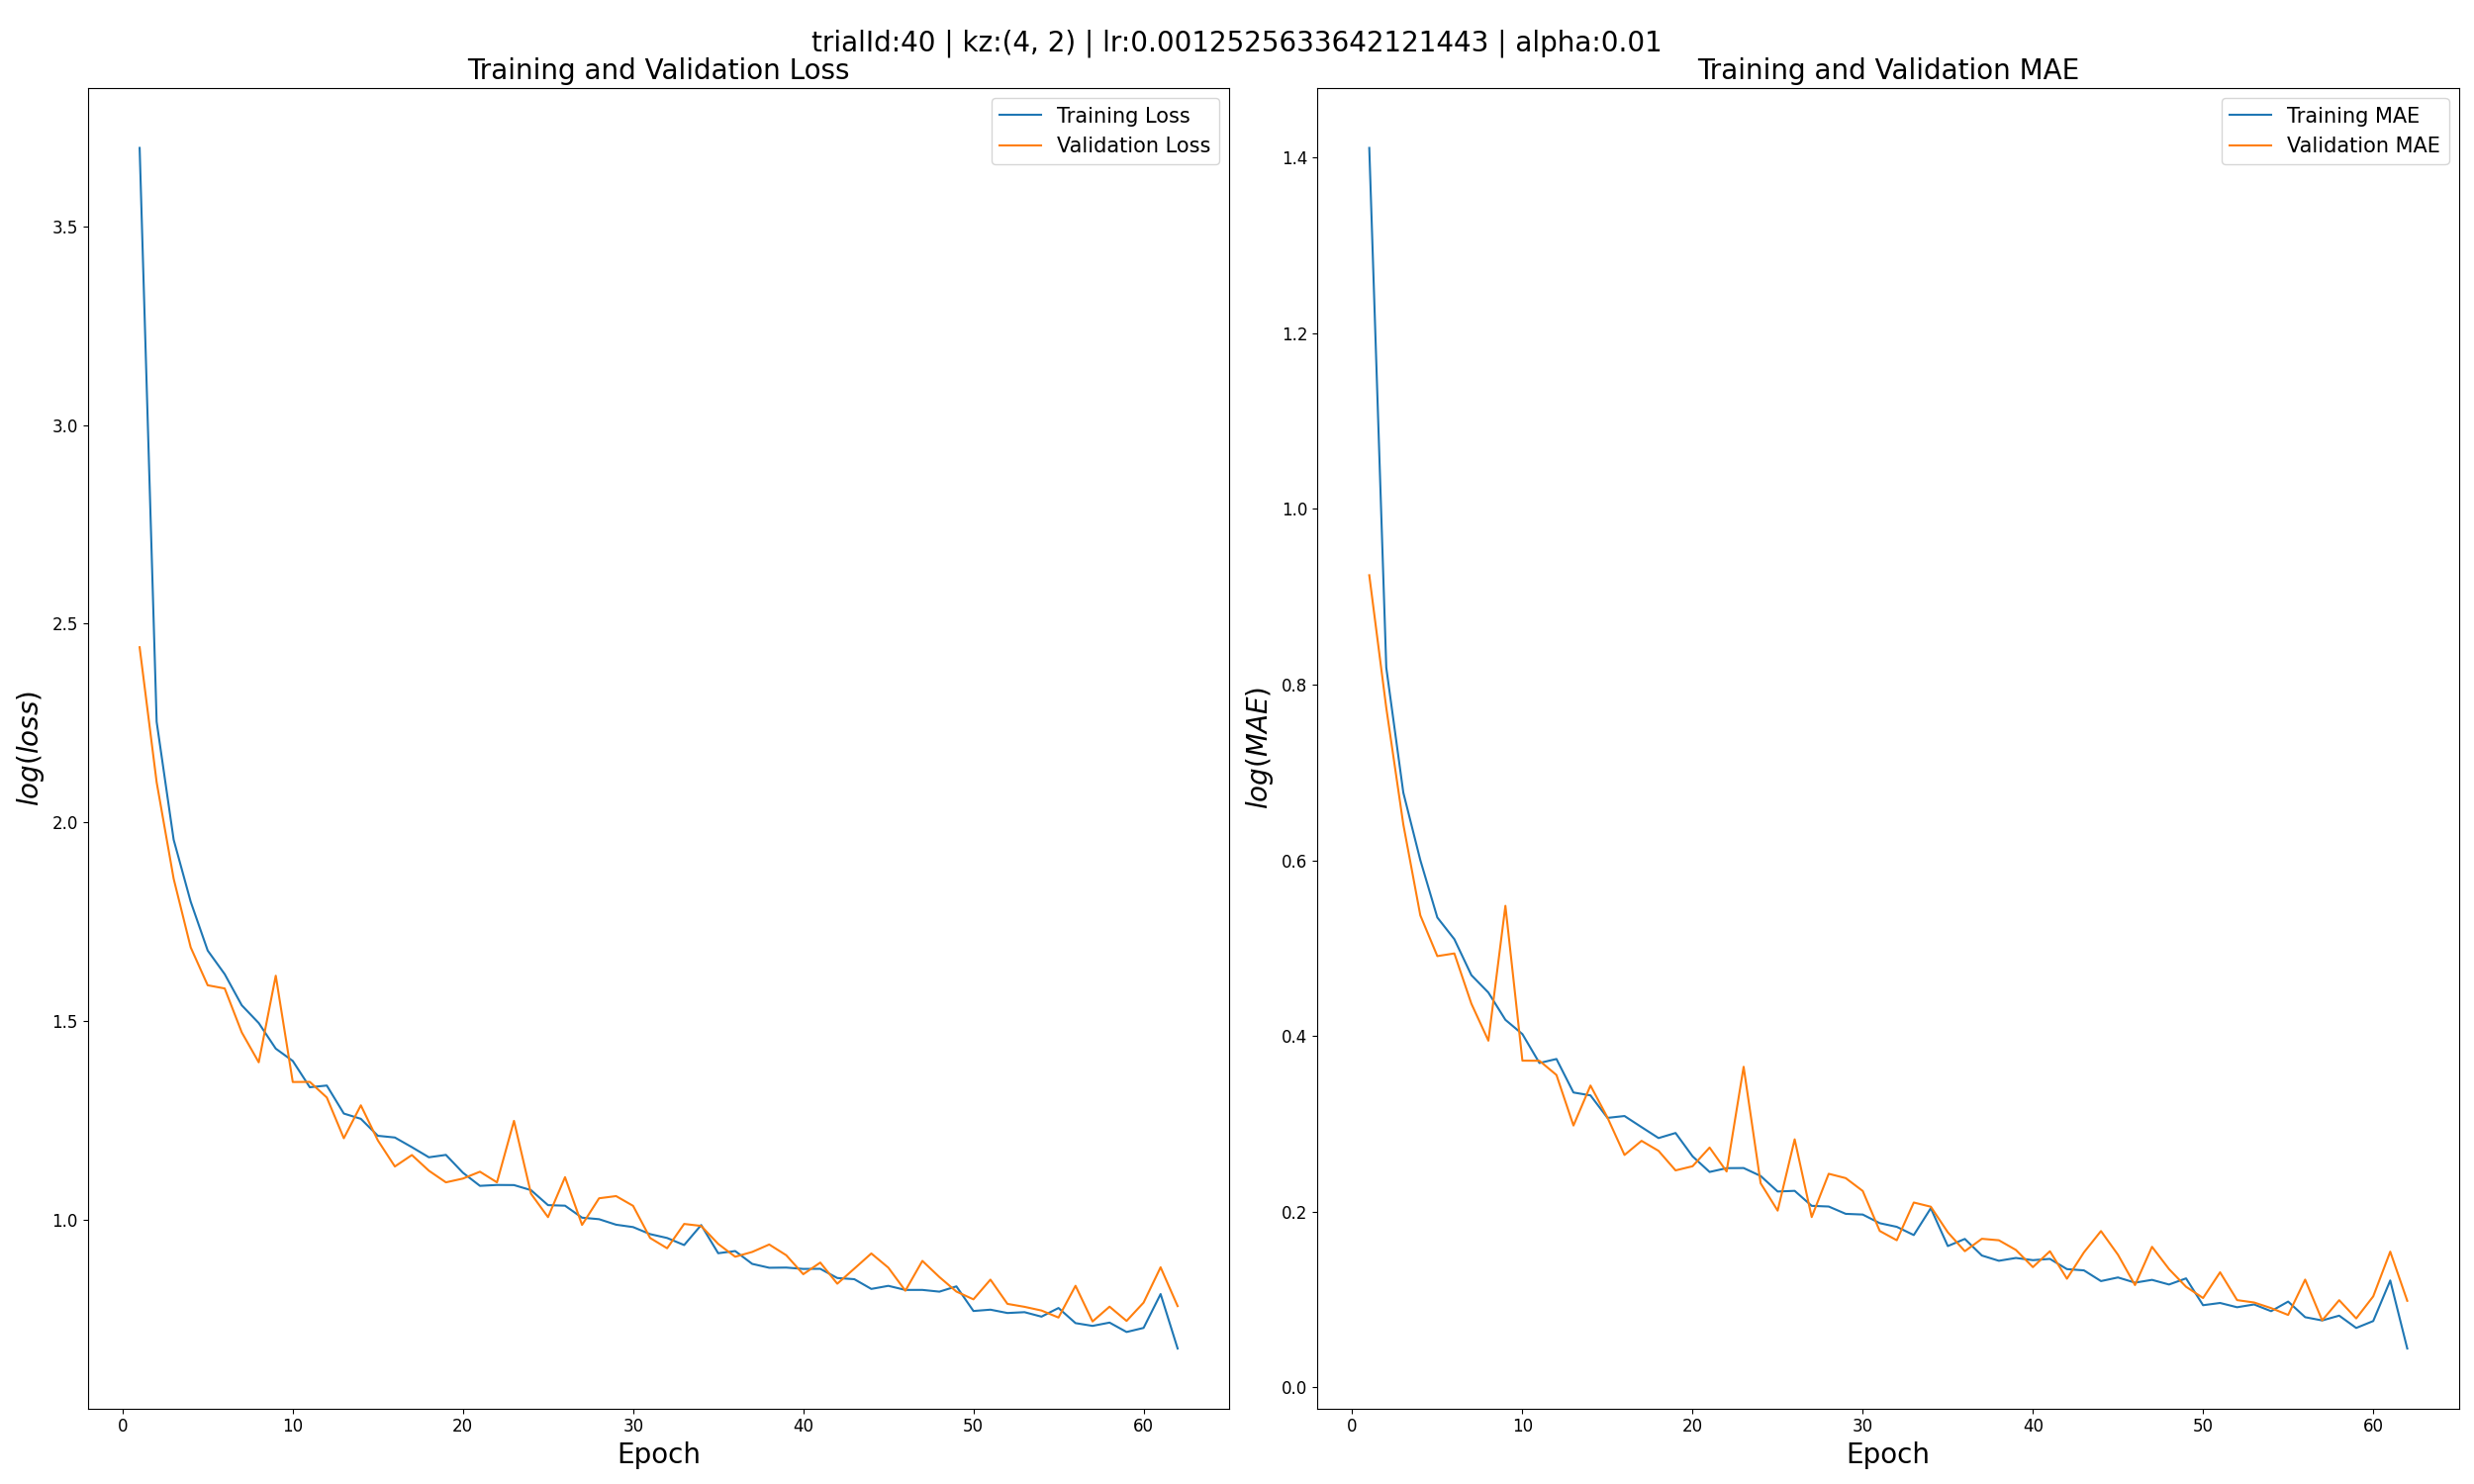 trialId:40 | kz:(4, 2) | lr:0.0012525633642121443 | alpha:0.01
Training and Validation Loss
Training Loss
Validation Loss
3.5
3.0
2.5
2.0
1.5
1.0
log(loss)
0 10 20 30 40 50 60
Epoch
Training and Validation MAE
Training MAE
Validation MAE
1.4
1.2
1.0
0.8
0.6
0.4
0.2
0.0
log(MAE)
0 10 20 30 40 50 60
Epoch